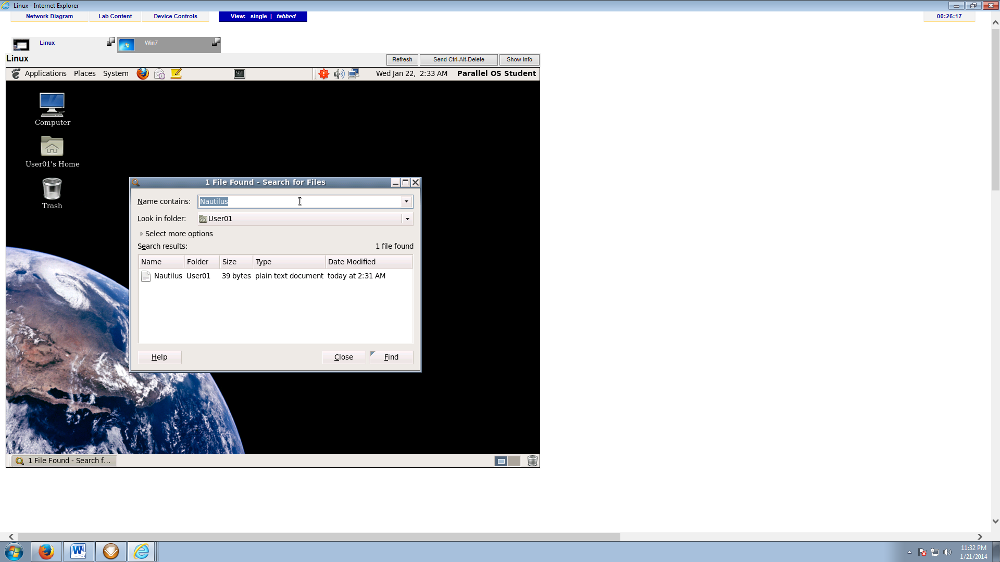 Linux - Internet Explorer
Network Diagram Lab Content Device Controls View: single | tabbed 00:26:17
Linux Win7
Linux Refresh Send Ctrl-Alt-Delete Show Info
Applications Places System Wed Jan 22, 2:33 AM Parallel OS Student
Computer
User01's Home
Trash
1 File Found - Search for Files
Name contains: Nautilus
Look in folder: User01
Select more options
Search results: 1 file found
Name Folder Size Type Date Modified
Nautilus User01 39 bytes plain text document today at 2:31 AM
Help Close Find
1 File Found - Search f...
11:32 PM
1/21/2014